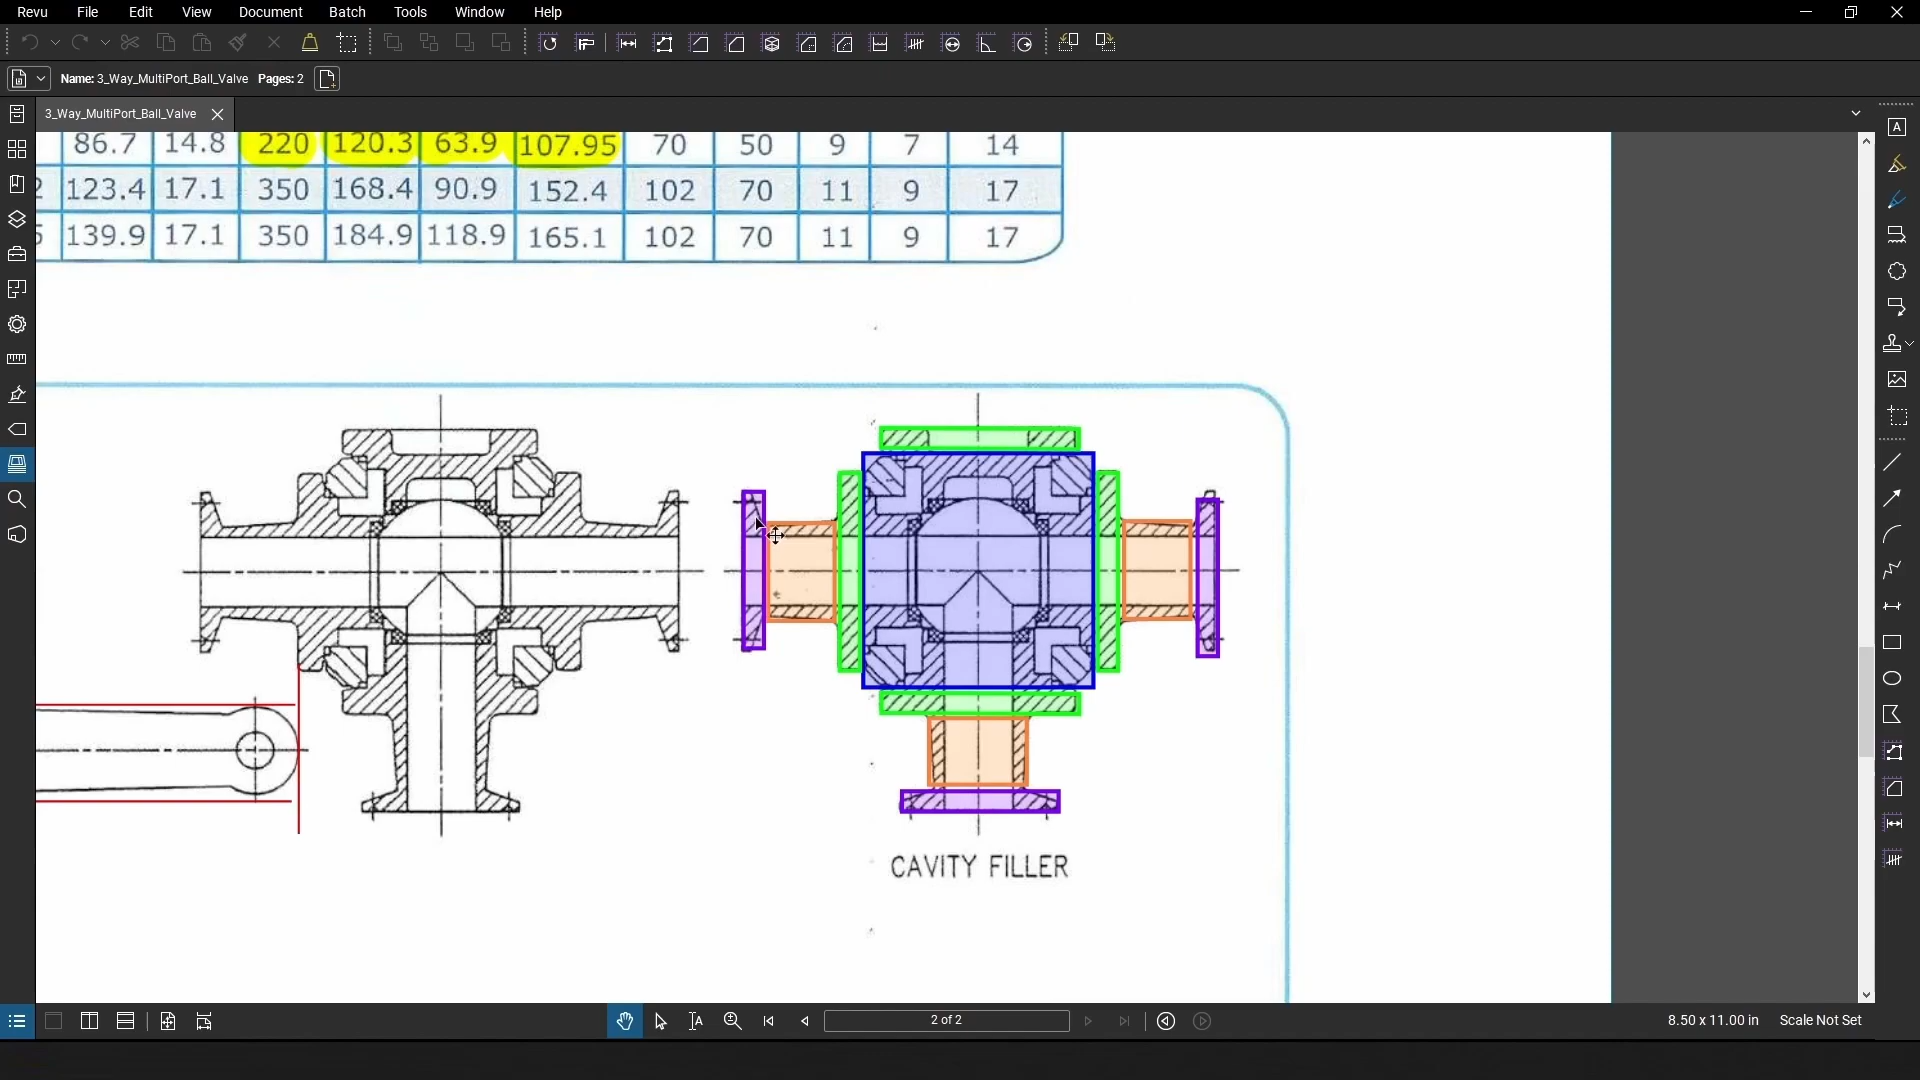 Revu File Edit View Document Batch Tools Window Help
Name: 3_Way_MultiPort_Ball_Valve Pages: 2
3_Way_MultiPort_Ball_Valve
86.7 14.8 220 120.3 63.9 107.95 70 50 9 7 14
123.4 17.1 350 168.4 90.9 152.4 102 70 11 9 17
139.9 17.1 350 184.9 118.9 165.1 102 70 11 9 17
CAVITY FILLER
2 of 2
8.50 x 11.00 in Scale Not Set